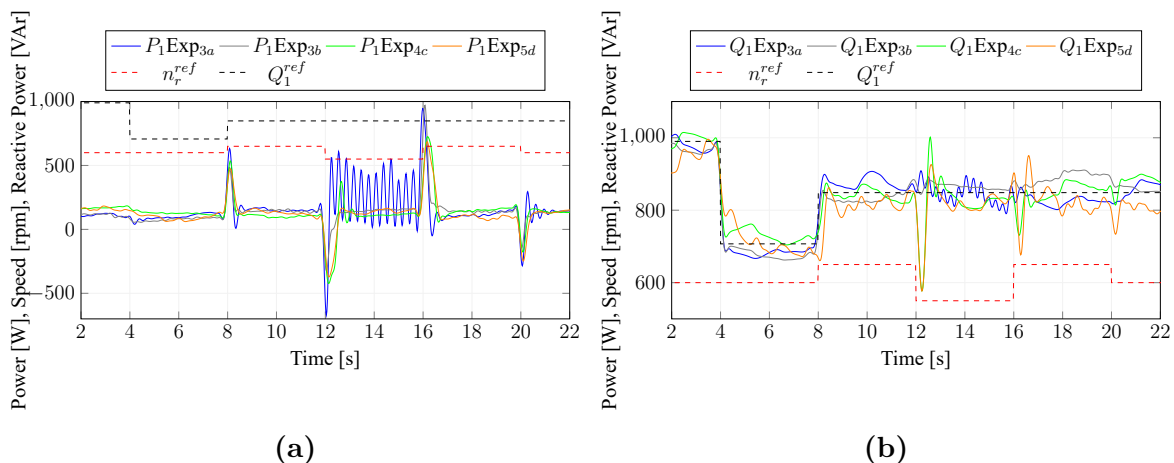 P₁Exp₃ₐ P₁Exp₃b P₁Exp₄c P₁Exp₅d
nᵣʳᵉᶠ Q₁ʳᵉᶠ
Power [W], Speed [rpm], Reactive Power [VAr]
1,000
500
0
−500
2 4 6 8 10 12 14 16 18 20 22
Time [s]
(a)
Q₁Exp₃ₐ Q₁Exp₃b Q₁Exp₄c Q₁Exp₅d
nᵣʳᵉᶠ Q₁ʳᵉᶠ
Power [W], Speed [rpm], Reactive Power [VAr]
1,000
800
600
2 4 6 8 10 12 14 16 18 20 22
Time [s]
(b)